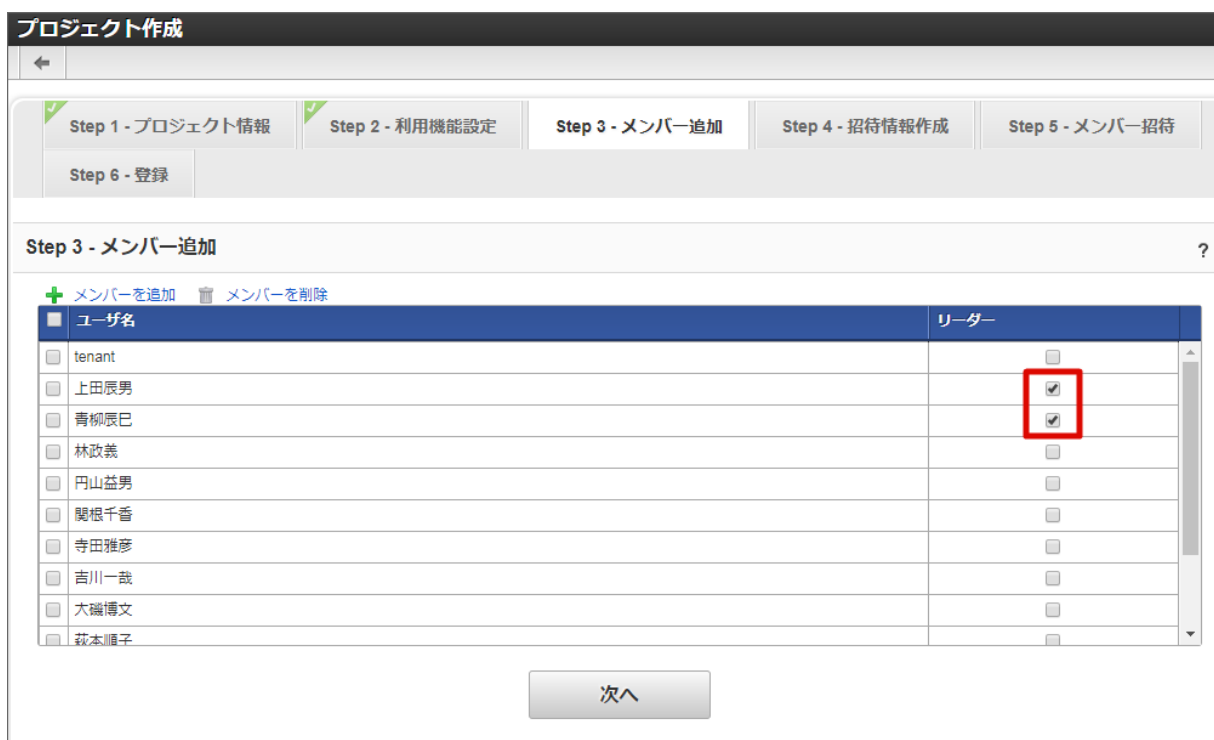 プロジェクト作成
Step 1 - プロジェクト情報 Step 2 - 利用機能設定 Step 3 - メンバー追加 Step 4 - 招待情報作成 Step 5 - メンバー招待
Step 6 - 登録
Step 3 - メンバー追加 ?
メンバーを追加 メンバーを削除
ユーザ名 リーダー
tenant
上田辰男
青柳辰巳
林政義
円山益男
関根千香
寺田雅彦
吉川一哉
大磯博文
萩本順子
次へ